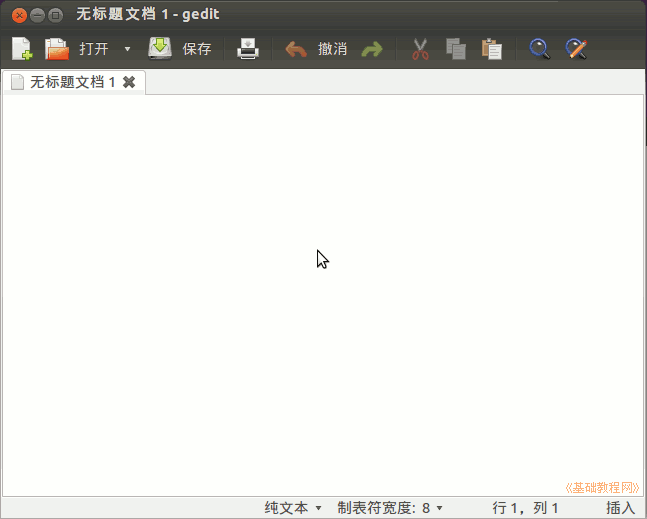 无标题文档 1 - gedit
打开 保存 撤消
无标题文档 1
《基础教程网》
纯文本 制表符宽度: 8 行 1，列 1 插入